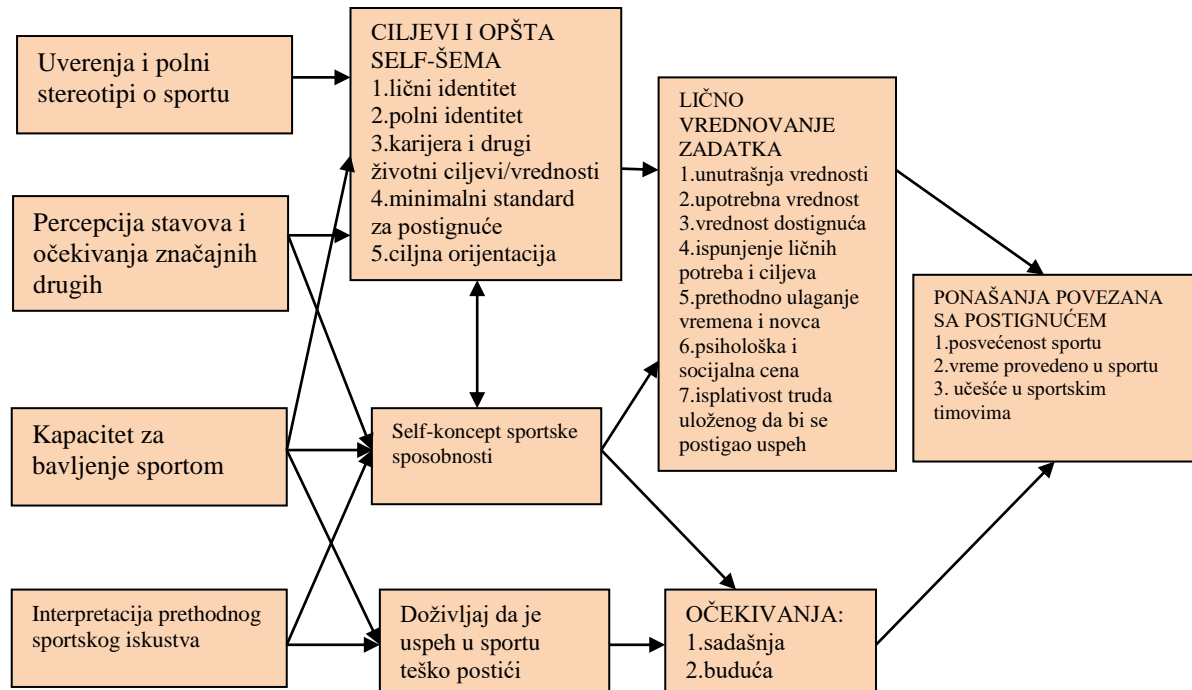 Uverenja i polni
stereotipi o sportu
Percepcija stavova i
očekivanja značajnih
drugih
Kapacitet za
bavljenje sportom
Interpretacija prethodnog
sportskog iskustva
CILJEVI I OPŠTA
SELF-ŠEMA
1.lični identitet
2.polni identitet
3.karijera i drugi
životni ciljevi/vrednosti
4.minimalni standard
za postignuće
5.ciljna orijentacija
Self-koncept sportske
sposobnosti
Doživljaj da je
uspeh u sportu
teško postići
LIČNO
VREDNOVANJE
ZADATKA
1.unutrašnja vrednosti
2.upotrebna vrednost
3.vrednost dostignuća
4.ispunjenje ličnih
potreba i ciljeva
5.prethodno ulaganje
vremena i novca
6.psihološka i
socijalna cena
7.isplativost truda
uloženog da bi se
postigao uspeh
OČEKIVANJA:
1.sadašnja
2.buduća
PONAŠANJA POVEZANA
SA POSTIGNUĆEM
1.posvećenost sportu
2.vreme provedeno u sportu
3. učešće u sportskim
timovima